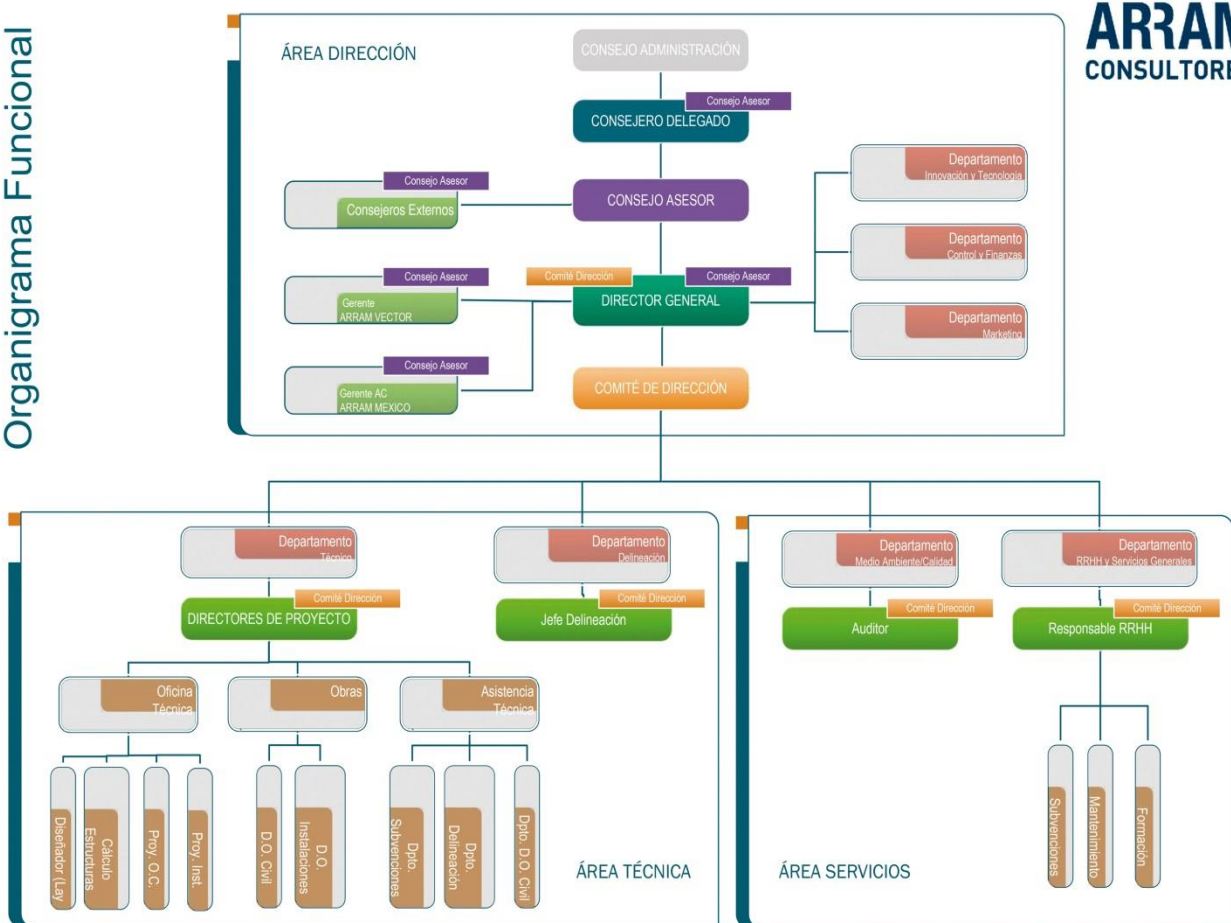 Organigrama Funcional
ARRAM
CONSULTORE
ÁREA DIRECCIÓN
CONSEJO ADMINISTRACIÓN
Consejo Asesor
CONSEJERO DELEGADO
Departamento
Innovación y Tecnología
Consejo Asesor
Consejeros Externos
CONSEJO ASESOR
Departamento
Control y Finanzas
Consejo Asesor
Gerente
ARRAM VECTOR
Comité Dirección
Consejo Asesor
DIRECTOR GENERAL
Departamento
Marketing
Consejo Asesor
Gerente AC
ARRAM MEXICO
COMITÉ DE DIRECCIÓN
Departamento
Técnico
Departamento
Delineación
Departamento
Medio Ambiente/Calidad
Departamento
RRHH y Servicios Generales
Comité Dirección
DIRECTORES DE PROYECTO
Comité Dirección
Jefe Delineación
Comité Dirección
Auditor
Comité Dirección
Responsable RRHH
Oficina
Técnica
Obras
Asistencia
Técnica
Diseñador (Lay
Cálculo
Estructuras
Proy. O.C.
Proy. Inst.
D.O. Civil
D.O.
Instalaciones
Dpto.
Subvenciones
Dpto.
Delineación
Dpto. D.O. Civil
Subvenciones
Mantenimiento
Formación
ÁREA TÉCNICA
ÁREA SERVICIOS